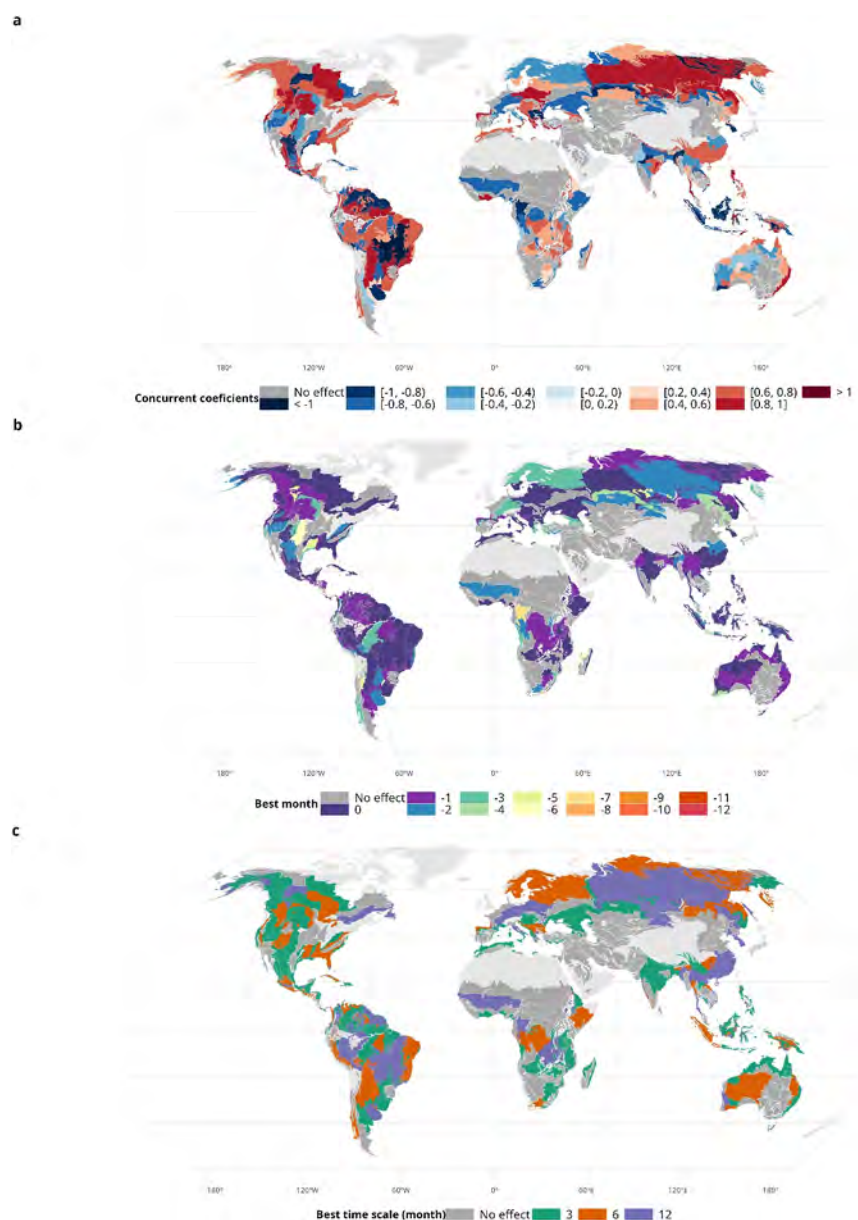 a
180° 120°W 60°W 0° 60°E 120°E 180°
No effect [-1, -0.8) [-0.6, -0.4) [-0.2, 0) [0.2, 0.4) [0.6, 0.8) > 1
Concurrent coeficients < -1 [-0.8, -0.6) [-0.4, -0.2) [0, 0.2) [0.4, 0.6) [0.8, 1]
b
180° 120°W 60°W 0° 60°E 120°E 180°
No effect -1 -3 -5 -7 -9 -11
Best month 0 -2 -4 -6 -8 -10 -12
c
180° 120°W 60°W 0° 60°E 120°E 180°
Best time scale (month) No effect 3 6 12